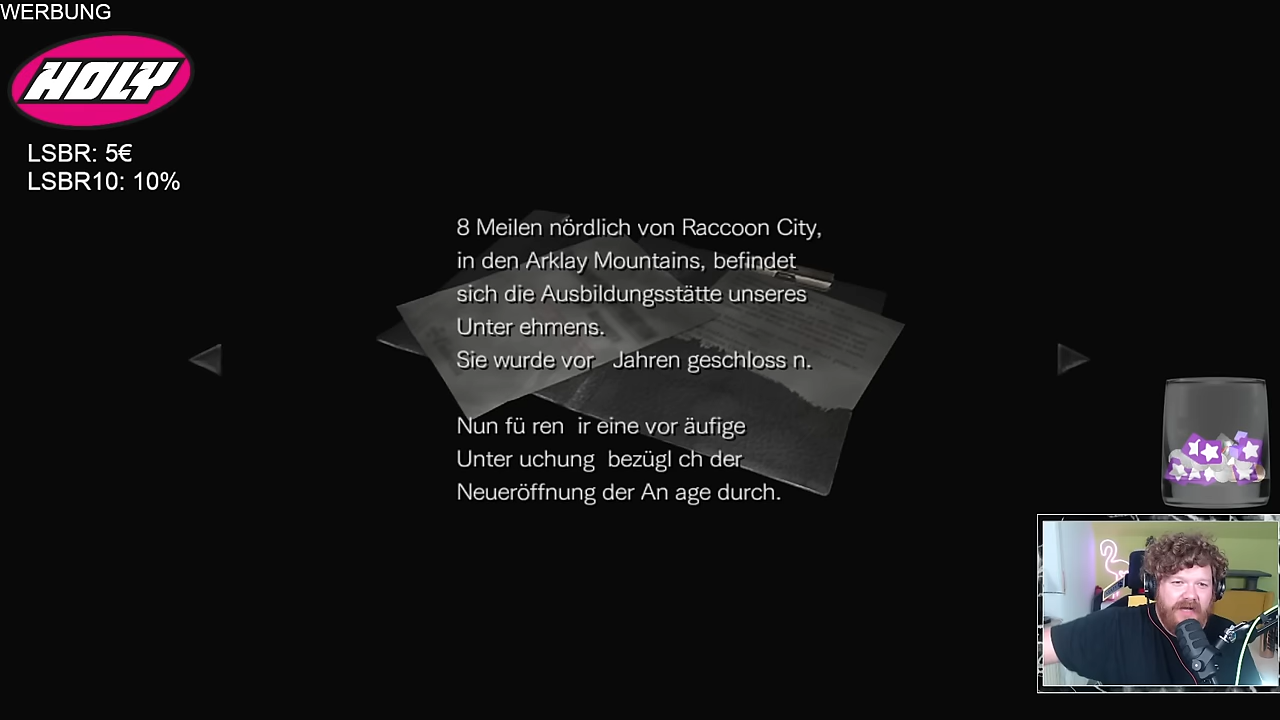 WERBUNG
HOLY
LSBR: 5€
LSBR10: 10%
8 Meilen nördlich von Raccoon City,
in den Arklay Mountains, befindet
sich die Ausbildungsstätte unseres
Unter ehmens.
Sie wurde vor   Jahren geschloss n.
Nun fü ren  ir eine vor äufige
Unter uchung  bezügl ch der
Neueröffnung der An age durch.